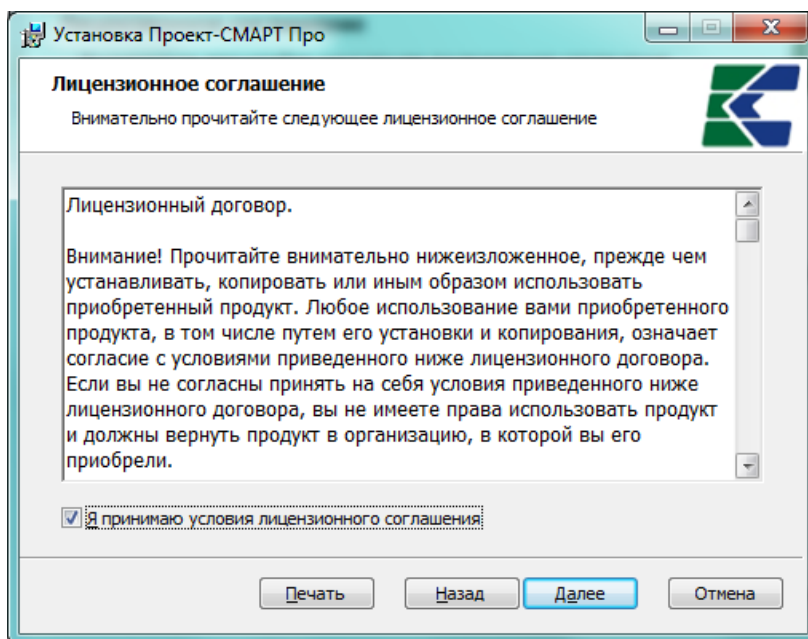 Установка Проект-СМАРТ Про
Лицензионное соглашение
Внимательно прочитайте следующее лицензионное соглашение
Лицензионный договор.
Внимание! Прочитайте внимательно нижеизложенное, прежде чем
устанавливать, копировать или иным образом использовать
приобретенный продукт. Любое использование вами приобретенного
продукта, в том числе путем его установки и копирования, означает
согласие с условиями приведенного ниже лицензионного договора.
Если вы не согласны принять на себя условия приведенного ниже
лицензионного договора, вы не имеете права использовать продукт
и должны вернуть продукт в организацию, в которой вы его
приобрели.
Я принимаю условия лицензионного соглашения
Печать Назад Далее Отмена